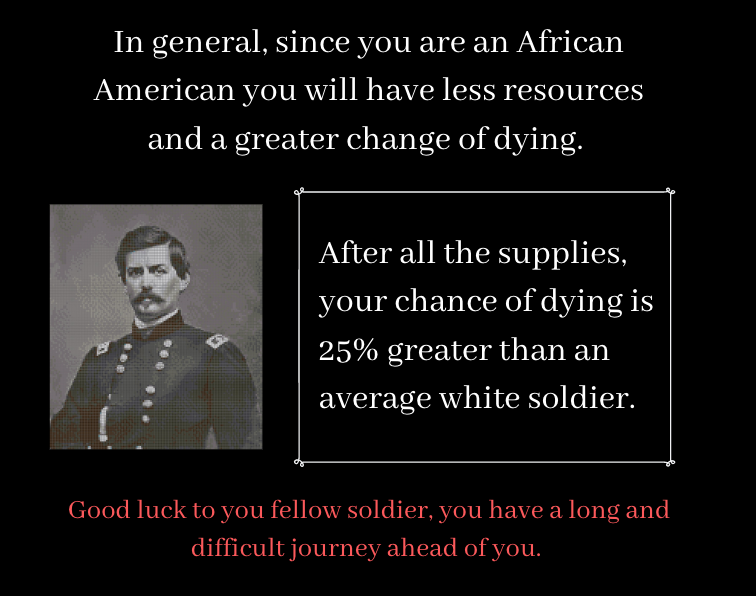 In general, since you are an African
American you will have less resources
and a greater change of dying.
After all the supplies,
your chance of dying is
25% greater than an
average white soldier.
Good luck to you fellow soldier, you have a long and
difficult journey ahead of you.